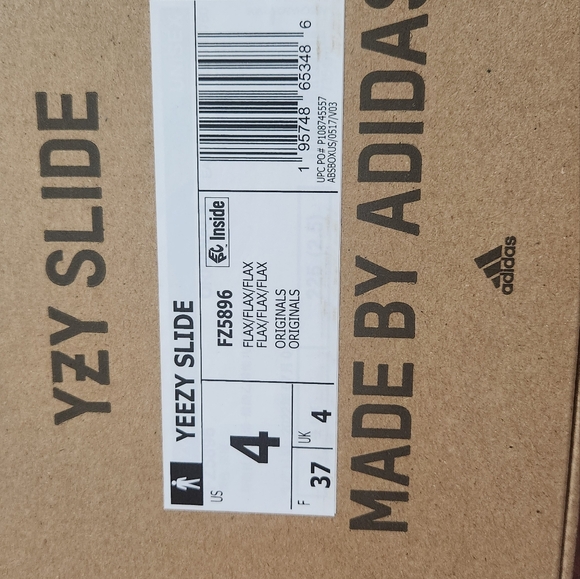 YZY SLIDE
YEEZY SLIDE
US
4
F
37
UK
4
FZ5896
Inside
FLAX/FLAX/FLAX
FLAX/FLAX/FLAX
ORIGINALS
ORIGINALS
1 95748 65348 6
UPC PO# P108745557
ABSBOXUS/0517/V03
MADE BY ADIDAS
adidas